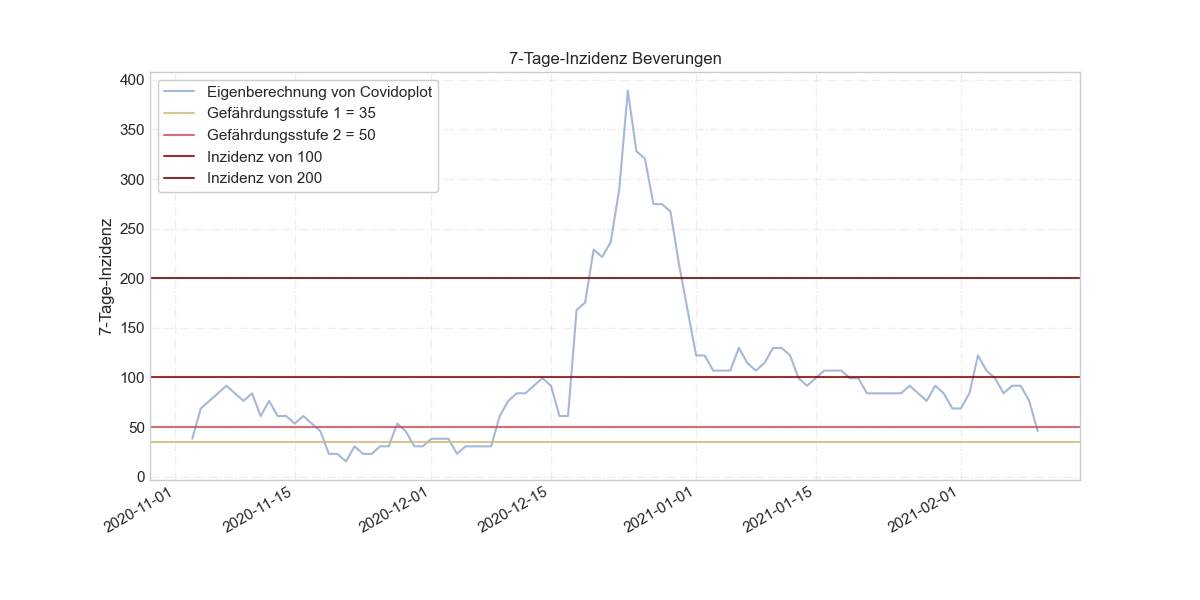 7-Tage-Inzidenz Beverungen
400
350
300
250
200
150
100
50
0
7-Tage-Inzidenz
Eigenberechnung von Covidoplot
Gefährdungsstufe 1 = 35
Gefährdungsstufe 2 = 50
Inzidenz von 100
Inzidenz von 200
2020-11-01
2020-11-15
2020-12-01
2020-12-15
2021-01-01
2021-01-15
2021-02-01